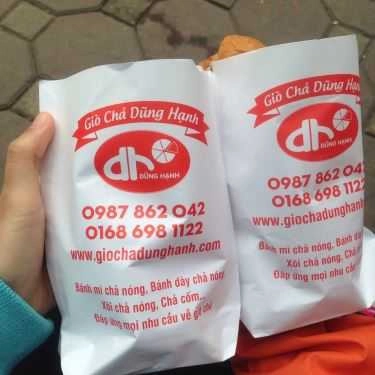 Giò Chả Dũng Hạnh
dh
DŨNG HẠNH
0987 862 042
0168 698 1122
www.giochadunghanh.com
Bánh mì chả nóng, Bánh dày chả nóng
Xôi chả nóng, Chả cốm...
Đáp ứng mọi nhu cầu về giò chả
Giò Chả Dũng Hạnh
dh
DŨNG HẠNH
0987 862 04
0168 698 112
www.giochadunghanh
Bánh mì chả nóng, Bánh dày
Xôi chả nóng, Chả cốm
Đáp ứng mọi nhu cầu về